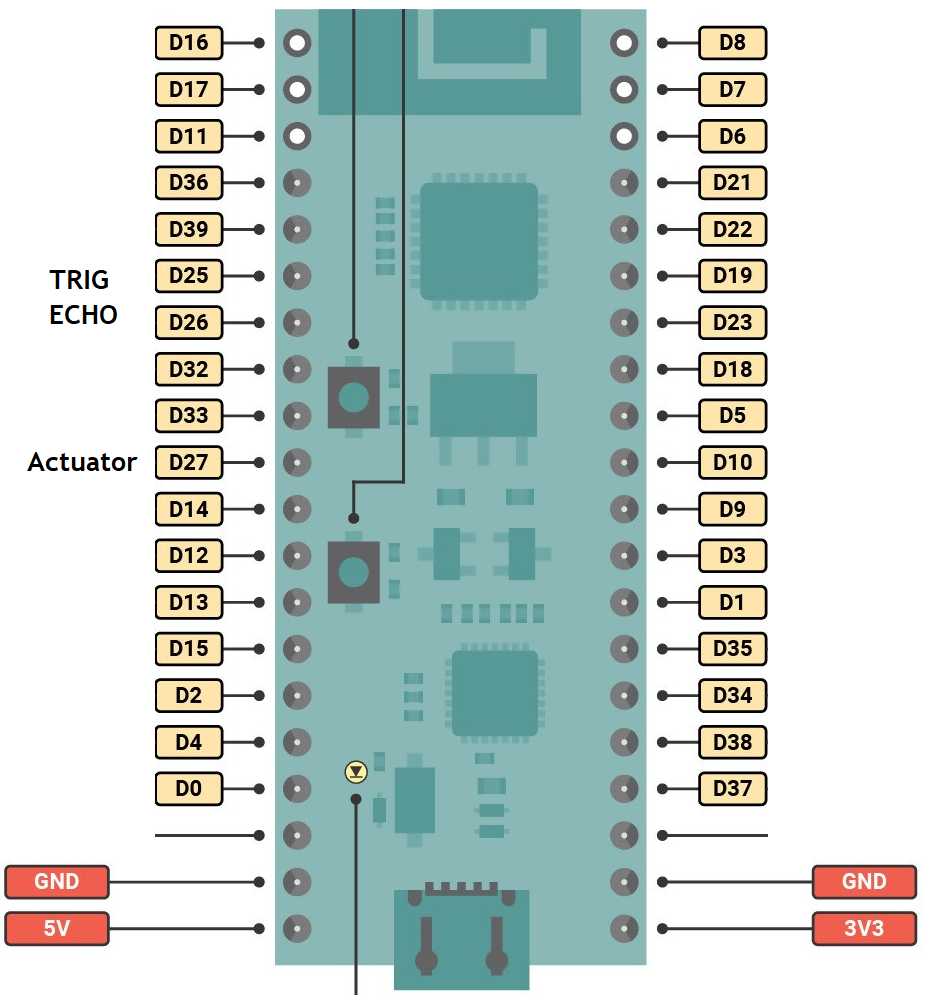 D16 D8
D17 D7
D11 D6
D36 D21
D39 D22
TRIG D25 D19
ECHO D26 D23
D32 D18
D33 D5
Actuator D27 D10
D14 D9
D12 D3
D13 D1
D15 D35
D2 D34
D4 D38
D0 D37
GND GND
5V 3V3